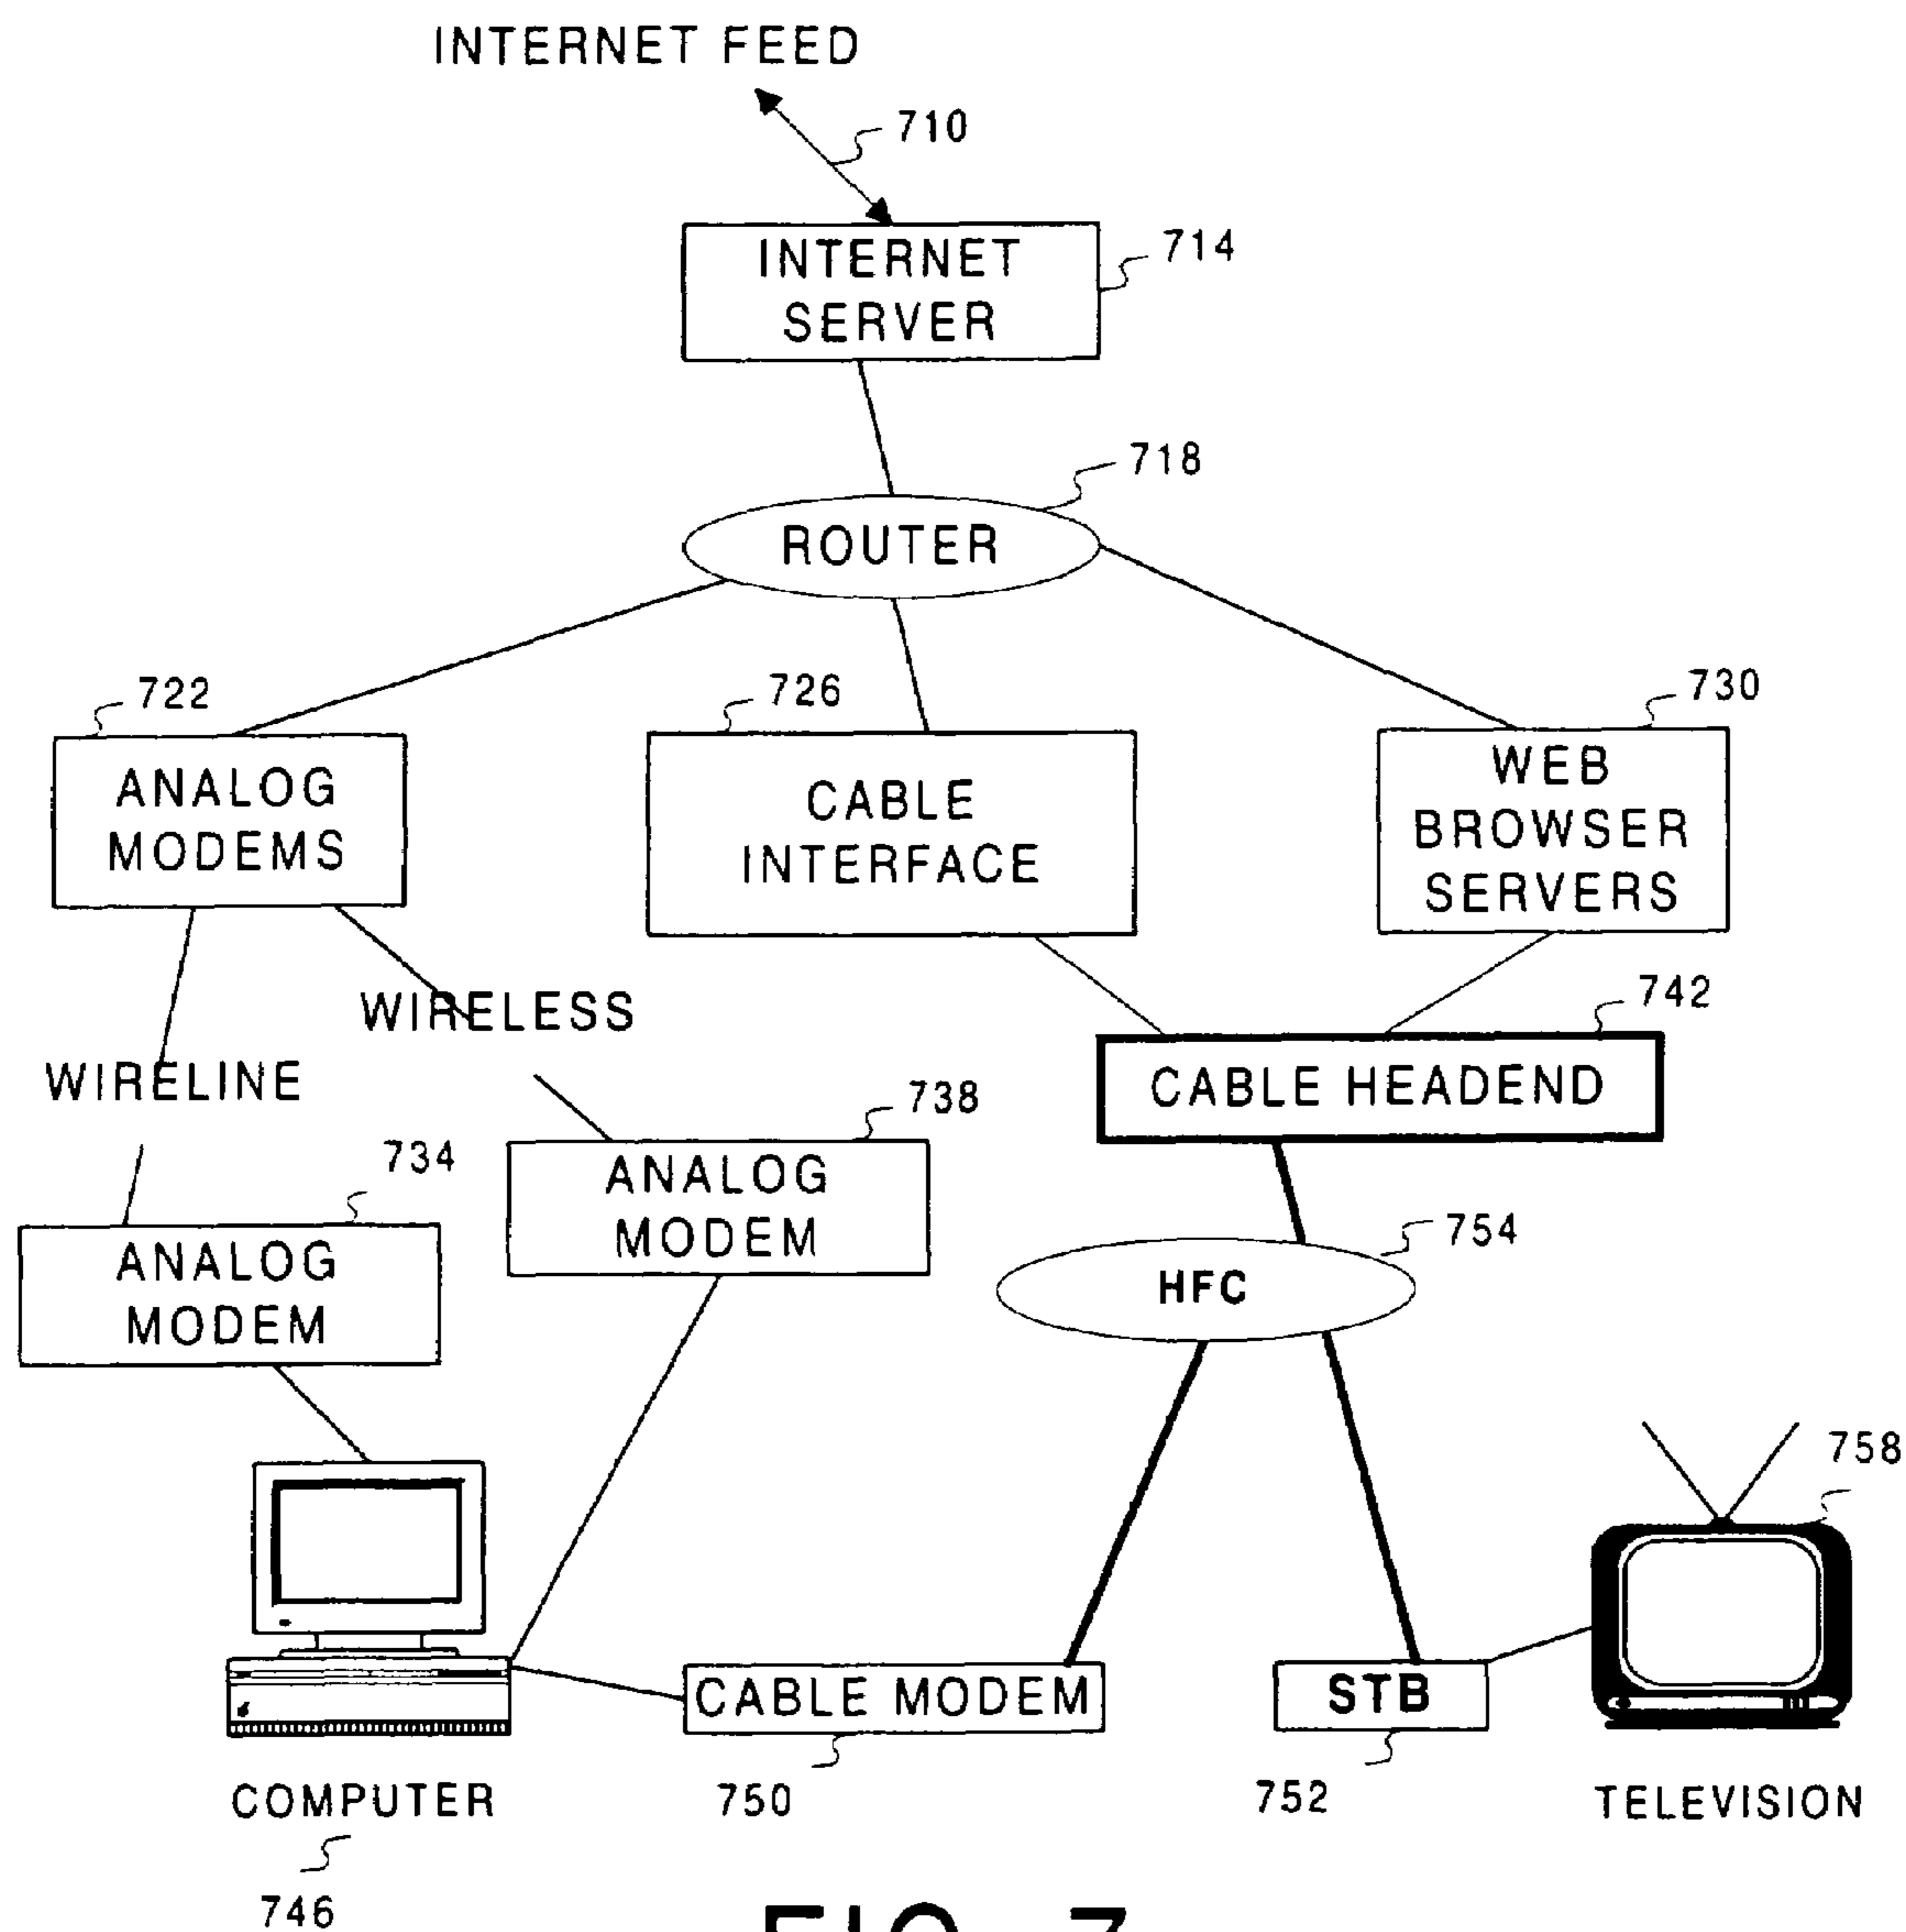 INTERNET FEED
710
INTERNET
SERVER
714
718
ROUTER
722
726
730
ANALOG
MODEMS
CABLE
INTERFACE
WEB
BROWSER
SERVERS
WIRELESS
742
WIRELINE
CABLE HEADEND
738
734
ANALOG
MODEM
ANALOG
MODEM
754
HFC
758
CABLE MODEM
STB
COMPUTER
750
752
TELEVISION
746
FIG. 7